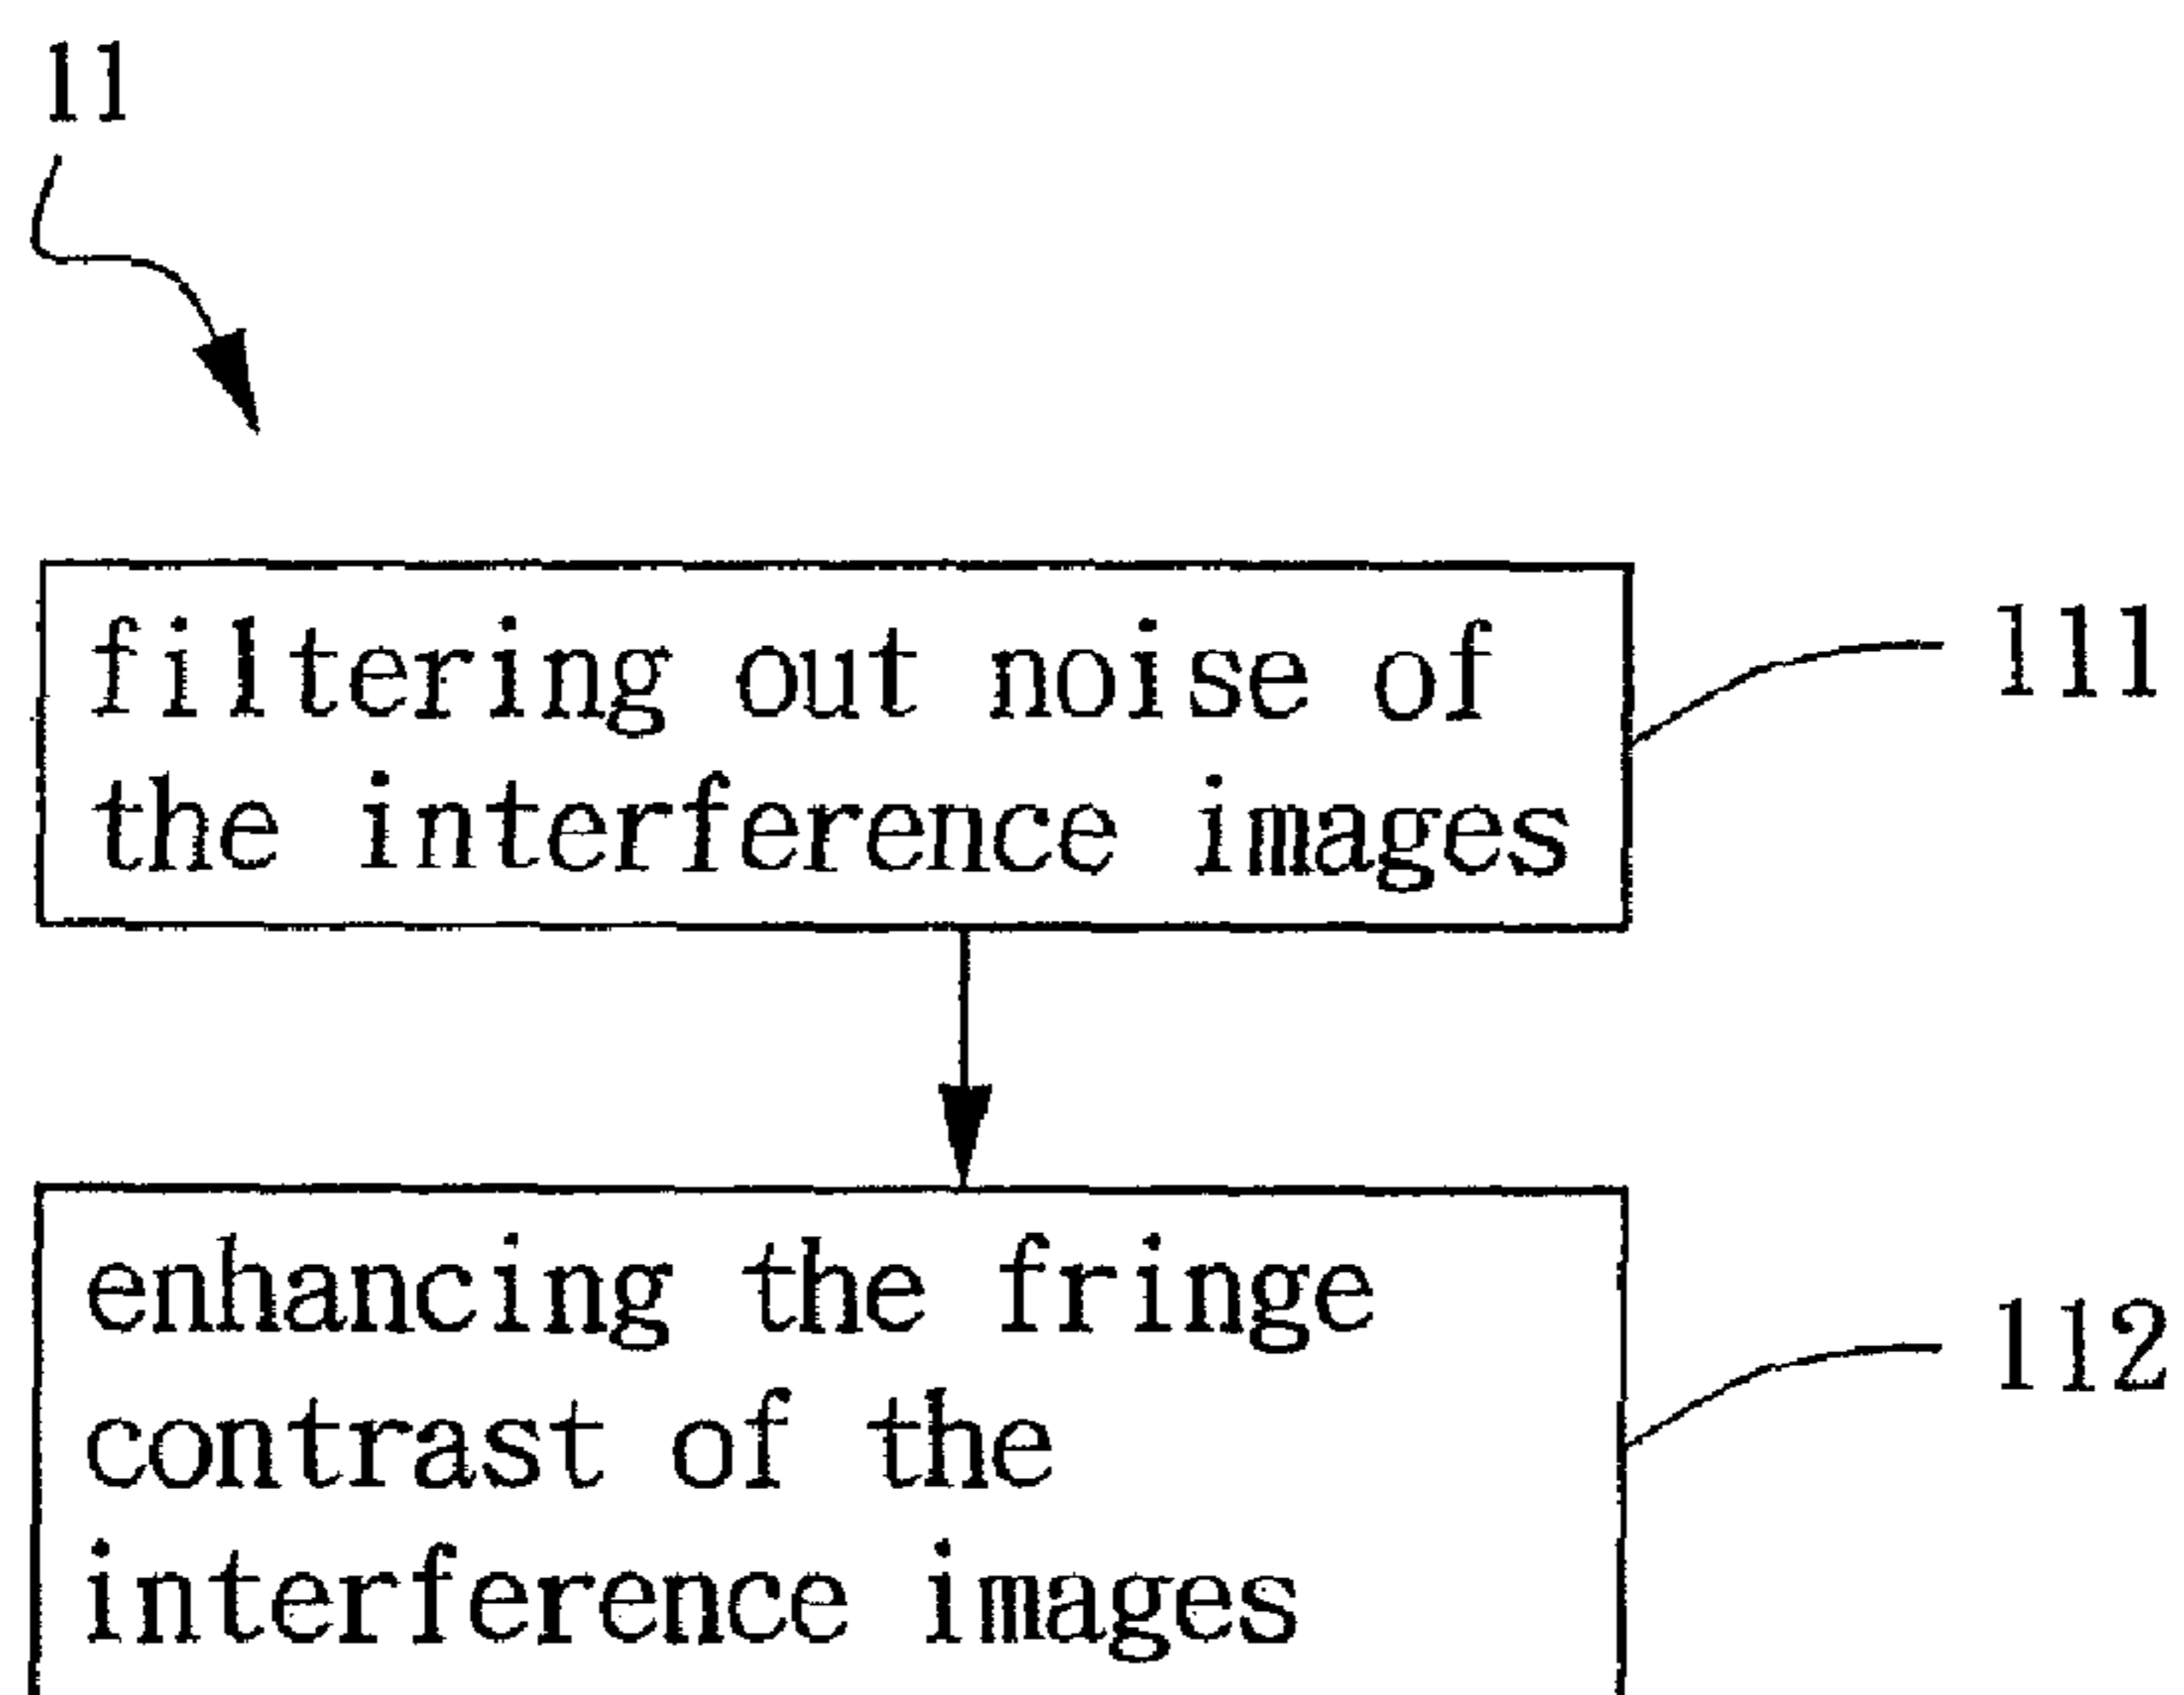 11
filtering out noise of
the interference images
111
enhancing the fringe
contrast of the
interference images
112